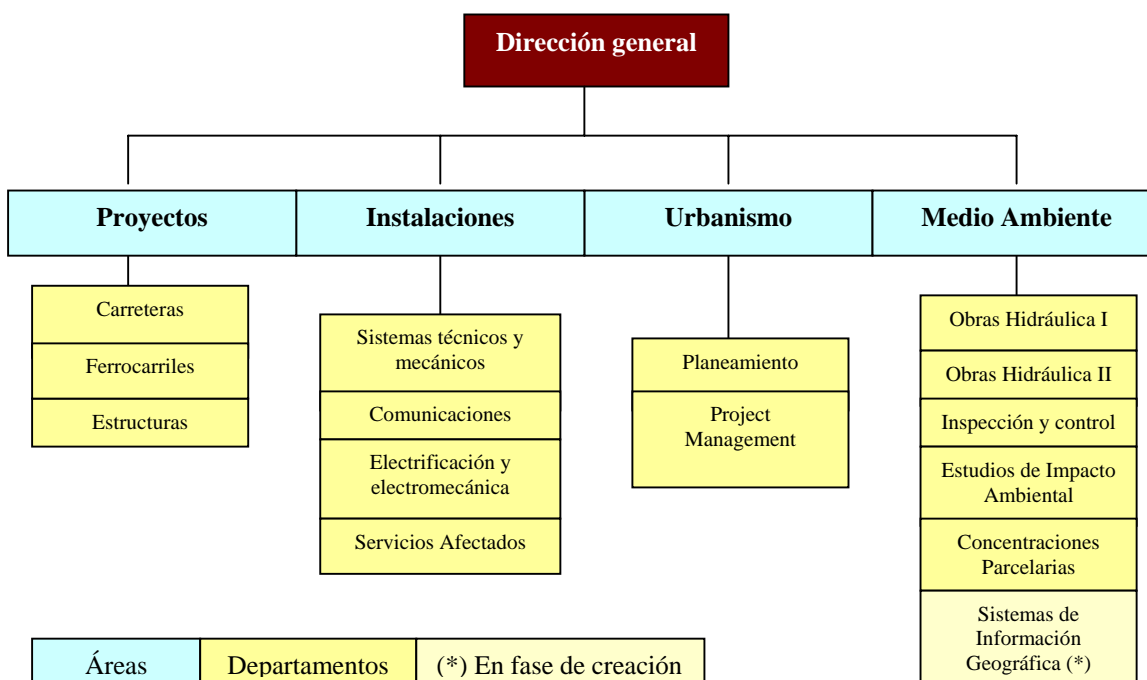 Dirección general
Proyectos
Instalaciones
Urbanismo
Medio Ambiente
Carreteras
Ferrocarriles
Estructuras
Sistemas técnicos y
mecánicos
Comunicaciones
Electrificación y
electromecánica
Servicios Afectados
Planeamiento
Project
Management
Obras Hidráulica I
Obras Hidráulica II
Inspección y control
Estudios de Impacto
Ambiental
Concentraciones
Parcelarias
Sistemas de
Información
Geográfica (*)
Áreas
Departamentos
(*) En fase de creación